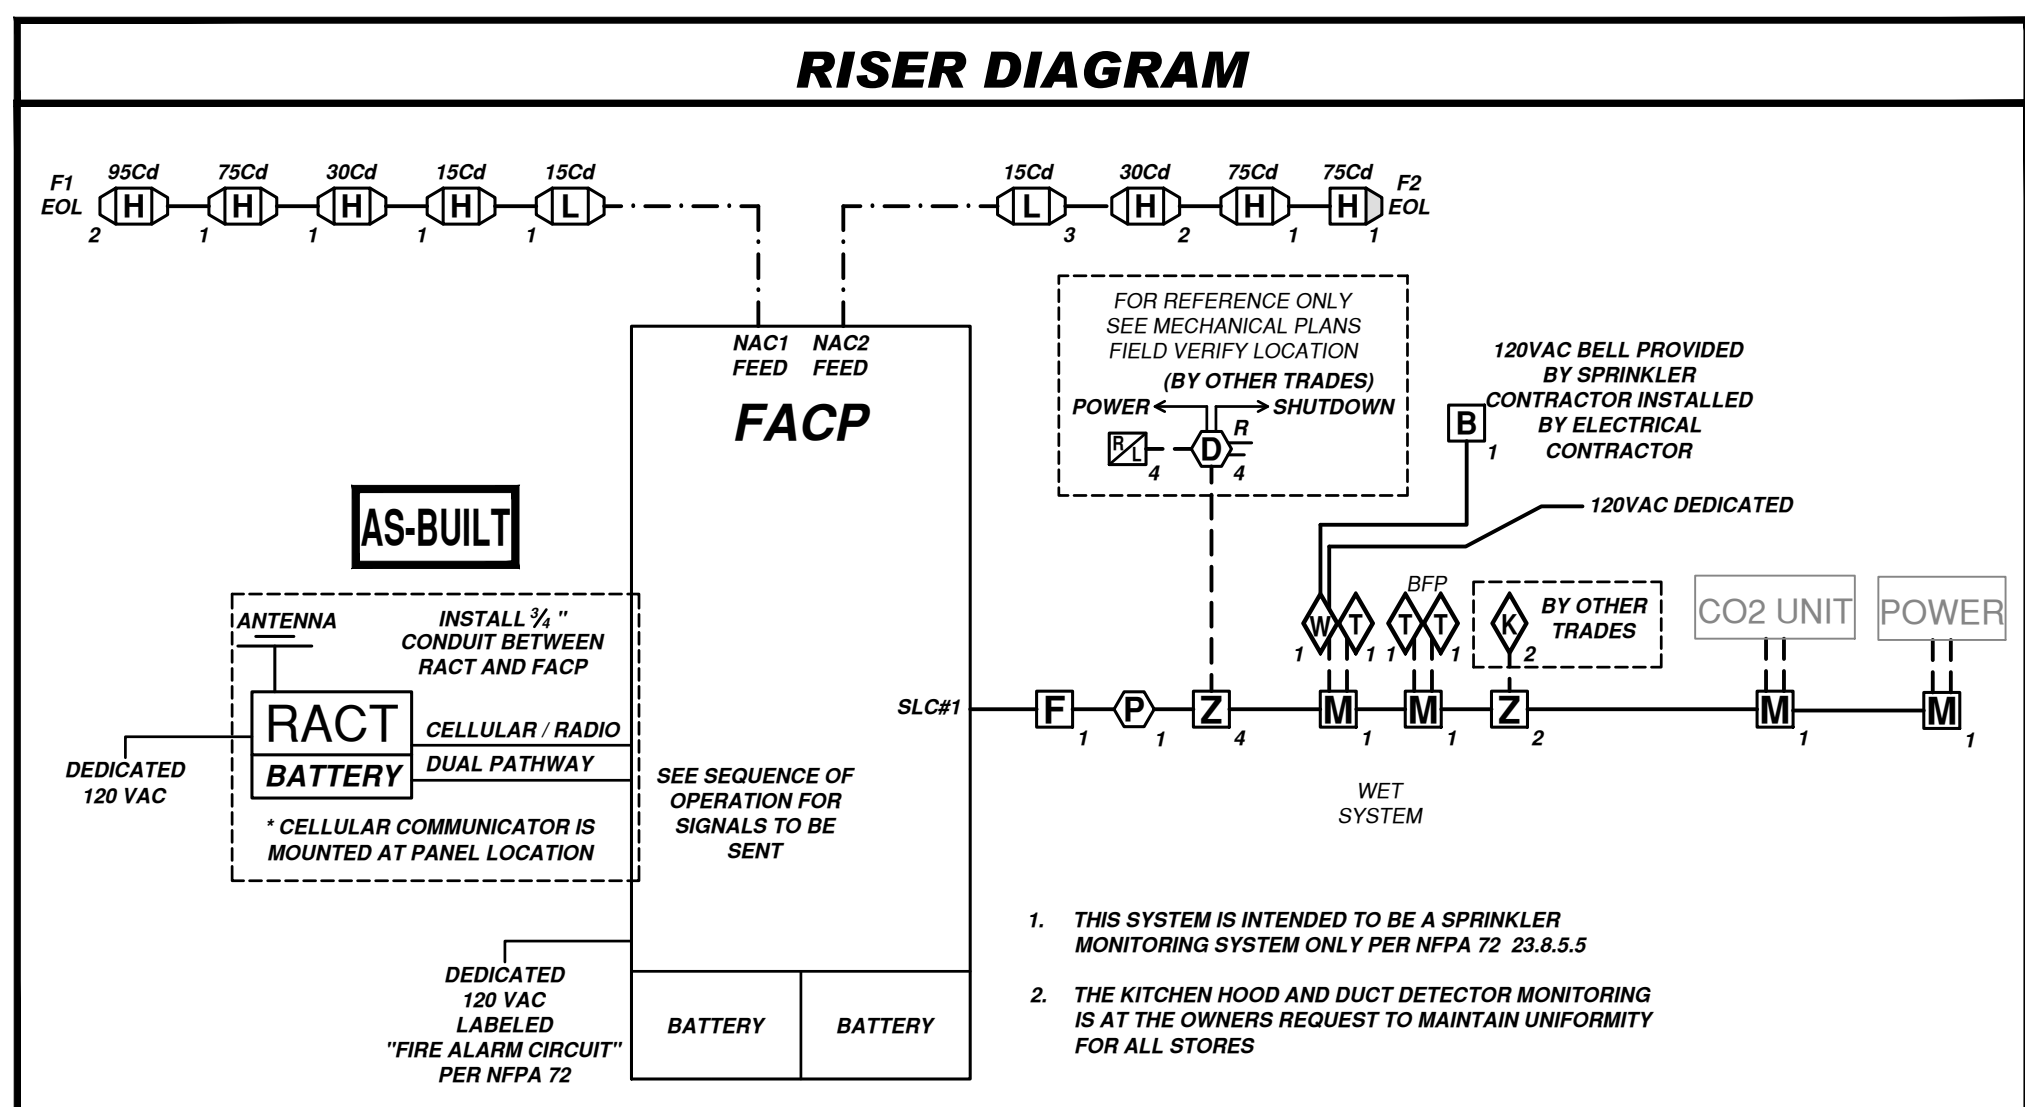 RISER DIAGRAM
95Cd 75Cd 30Cd 15Cd 15Cd
F1
EOL
H H H H L
2 1 1 1 1
15Cd 30Cd 75Cd 75Cd
L H H H
F2
EOL
3 2 1 1
NAC1
FEED
NAC2
FEED
FACP
FOR REFERENCE ONLY
SEE MECHANICAL PLANS
FIELD VERIFY LOCATION
(BY OTHER TRADES)
POWER SHUTDOWN
R/L D R
4 4
120VAC BELL PROVIDED
BY SPRINKLER
CONTRACTOR INSTALLED
BY ELECTRICAL
CONTRACTOR
B
1
120VAC DEDICATED
AS-BUILT
ANTENNA
INSTALL ¾ "
CONDUIT BETWEEN
RACT AND FACP
RACT
BATTERY
CELLULAR / RADIO
DUAL PATHWAY
DEDICATED
120 VAC
* CELLULAR COMMUNICATOR IS
MOUNTED AT PANEL LOCATION
SEE SEQUENCE OF
OPERATION FOR
SIGNALS TO BE
SENT
BFP
W T T T K
1 1 1 1 2
BY OTHER
TRADES
CO2 UNIT
POWER
SLC#1
F P Z M M Z M M
1 1 4 1 1 2 1 1
WET
SYSTEM
DEDICATED
120 VAC
LABELED
"FIRE ALARM CIRCUIT"
PER NFPA 72
BATTERY BATTERY
1. THIS SYSTEM IS INTENDED TO BE A SPRINKLER
MONITORING SYSTEM ONLY PER NFPA 72 23.8.5.5
2. THE KITCHEN HOOD AND DUCT DETECTOR MONITORING
IS AT THE OWNERS REQUEST TO MAINTAIN UNIFORMITY
FOR ALL STORES